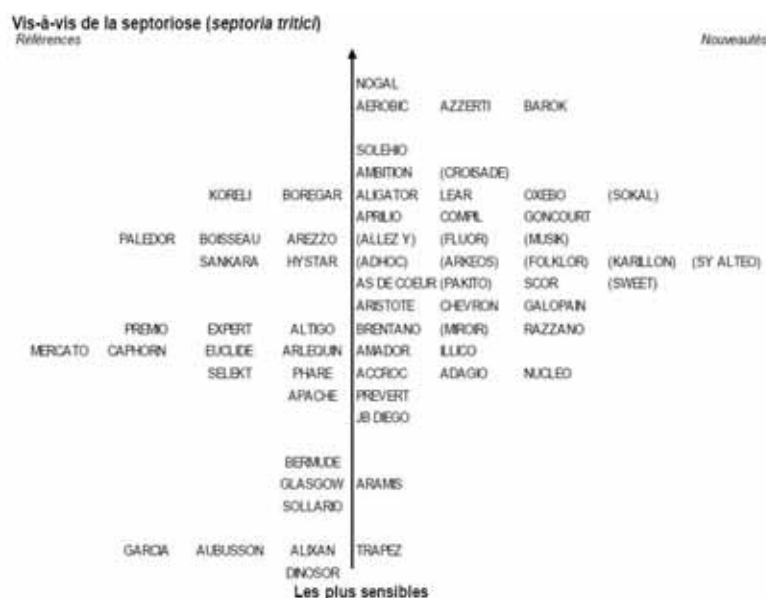 Vis-à-vis de la septoriose (septoria tritici)
Références Nouveautés
NOGAL
AEROBIC AZZERTI BAROK
SOLEHIO
AMBITION (CROISADE)
KORELI BOREGAR ALIGATOR LEAR OXEBO (SOKAL)
APRILIO COMPIL GONCOURT
PALEDOR BOISSEAU AREZZO (ALLEZ Y) (FLUOR) (MUSIK)
SANKARA HYSTAR (ADHOC) (ARKEOS) (FOLKLOR) (KARILLON) (SY ALTEO)
AS DE COEUR (PAKITO) SCOR (SWEET)
ARISTOTE CHEVRON GALOPAIN
PREMIO EXPERT ALTIGO BRENTANO (MIROIR) RAZZANO
MERCATO CAPHORN EUCLIDE ARLEQUIN AMADOR ILLICO
SELEKT PHARE ACCROC ADAGIO NUCLEO
APACHE PREVERT
JB DIEGO
BERMUDE
GLASGOW ARAMIS
SOLLARIO
GARCIA AUBUSSON ALIXAN TRAPEZ
DINOSOR
Les plus sensibles